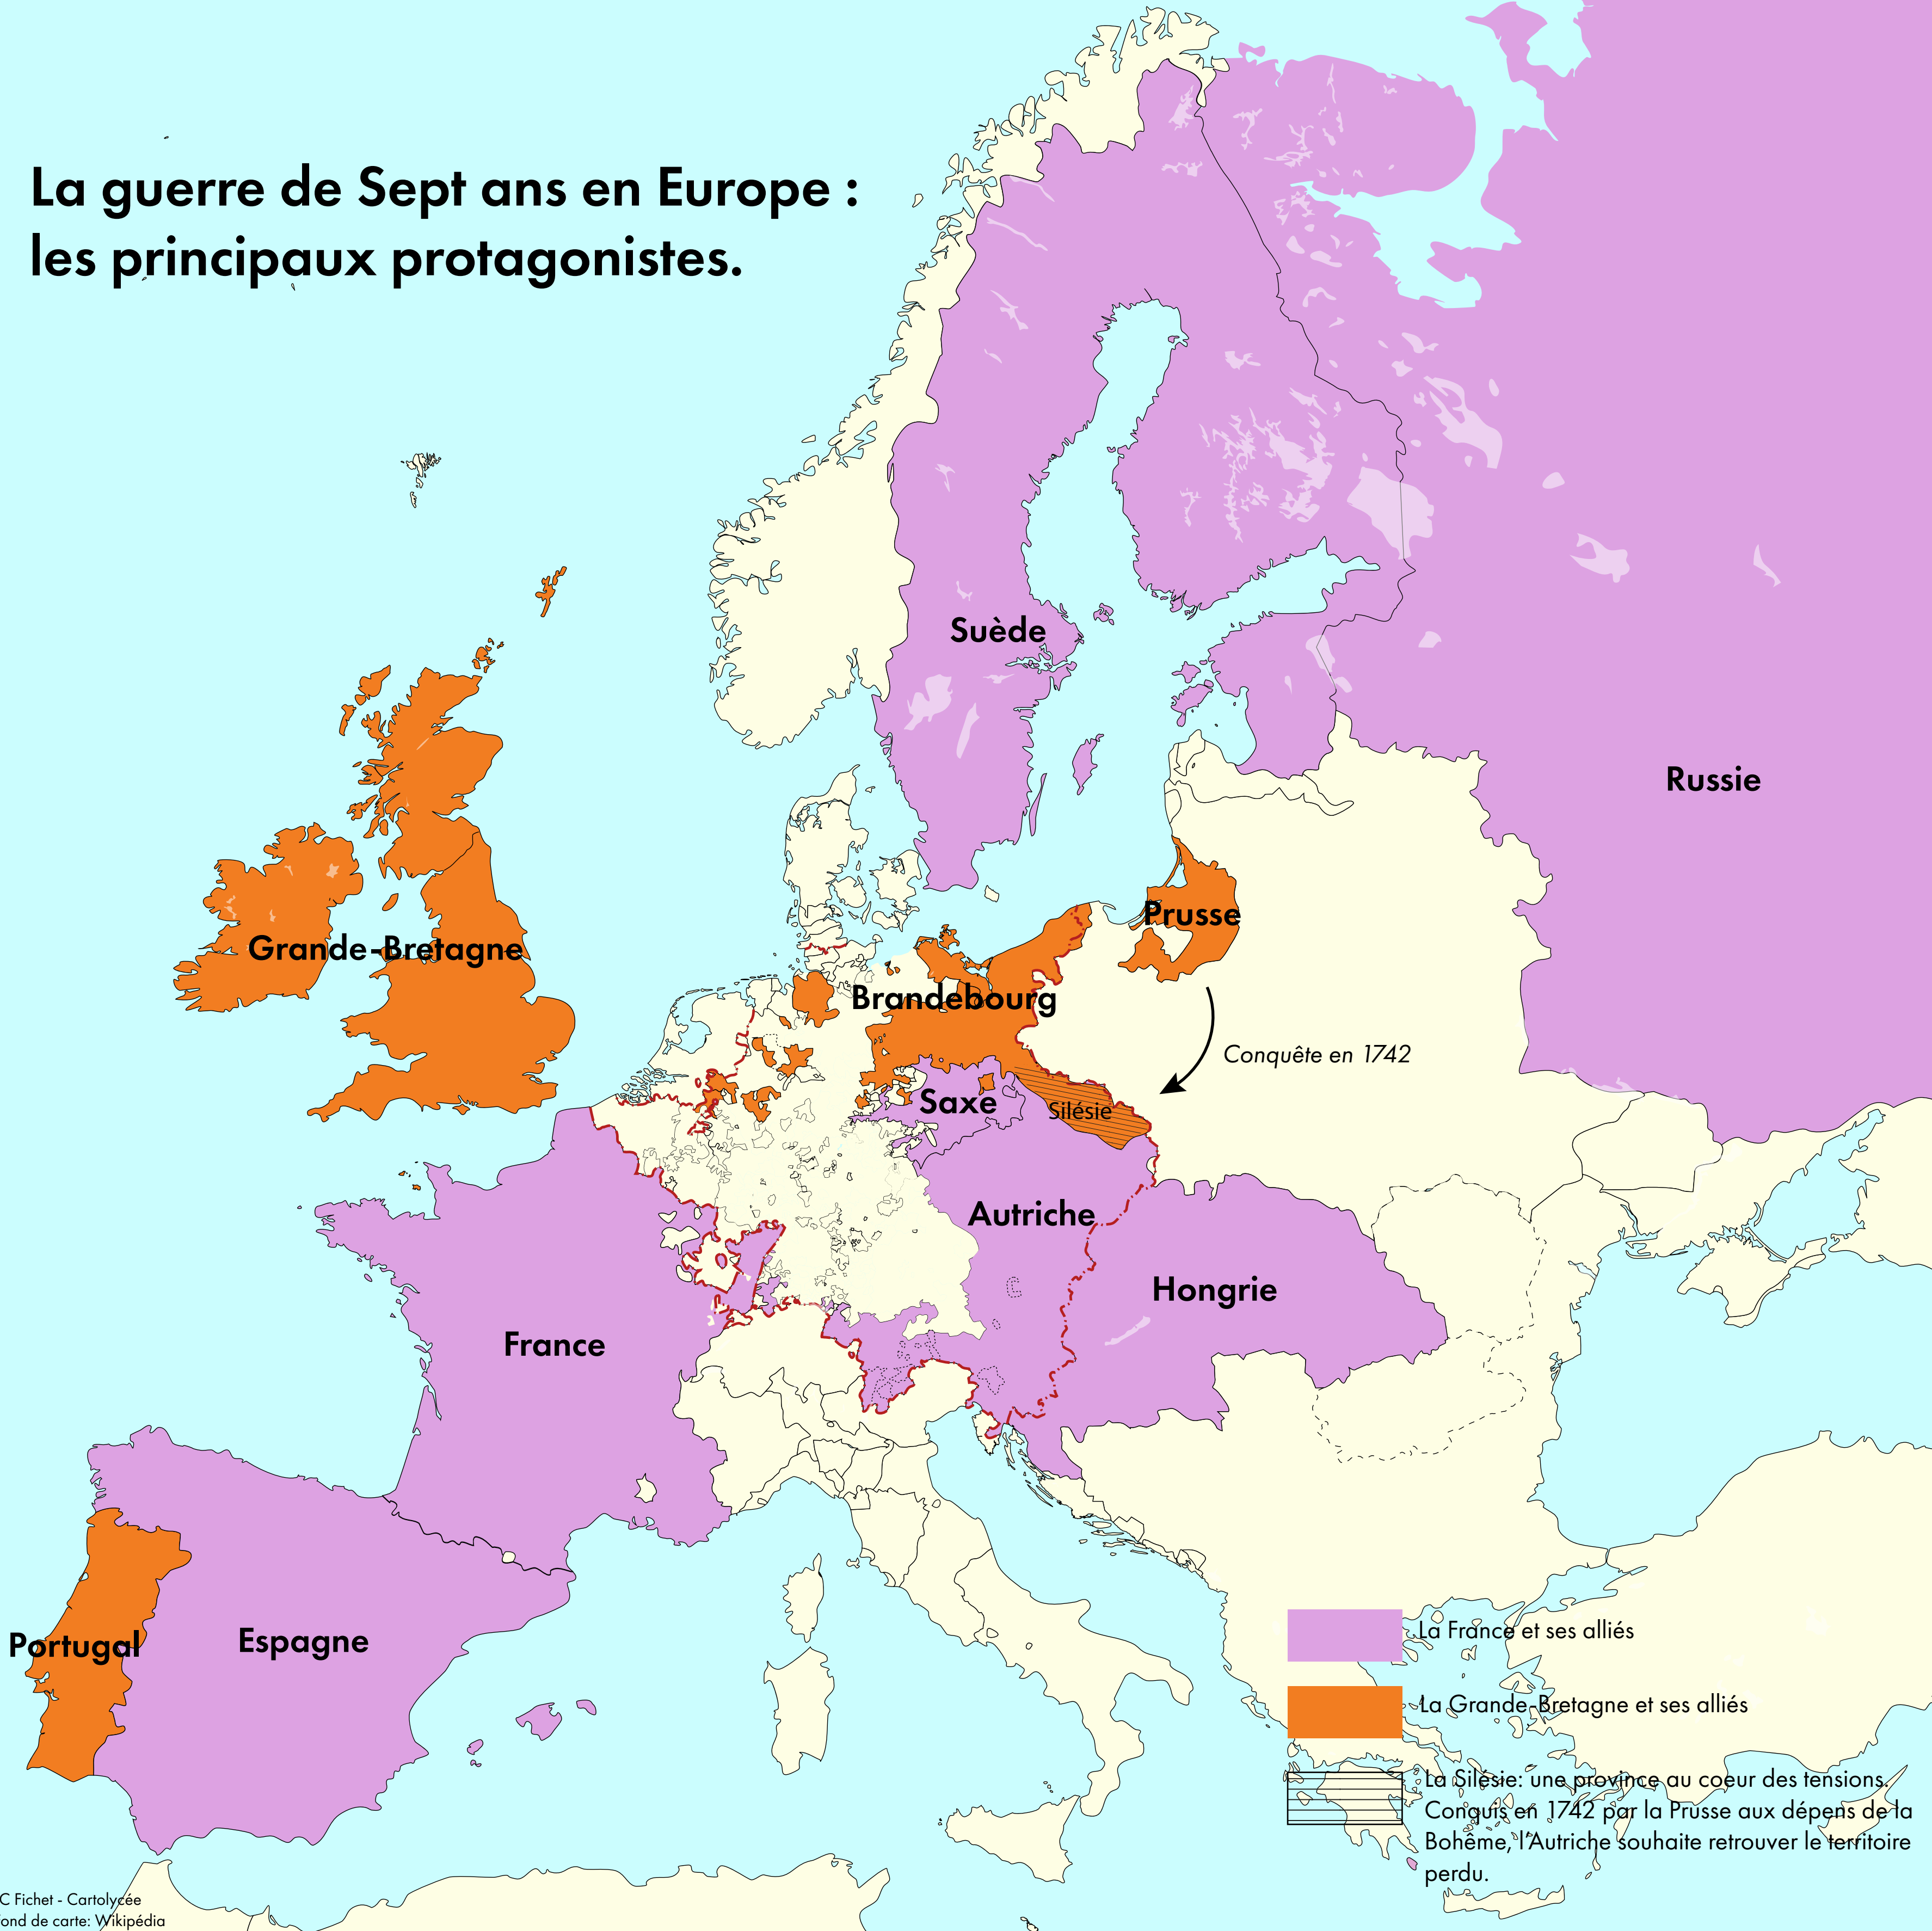 La guerre de Sept ans en Europe :
les principaux protagonistes.
Suède
Russie
Grande-Bretagne
Prusse
Brandebourg
Conquête en 1742
Saxe
Silésie
Autriche
Hongrie
France
Portugal
Espagne
La France et ses alliés
La Grande-Bretagne et ses alliés
La Silésie: une province au coeur des tensions.
Conquis en 1742 par la Prusse aux dépens de la
Bohême, l'Autriche souhaite retrouver le territoire
perdu.
C Fichet - Cartolycée
ond de carte: Wikipédia